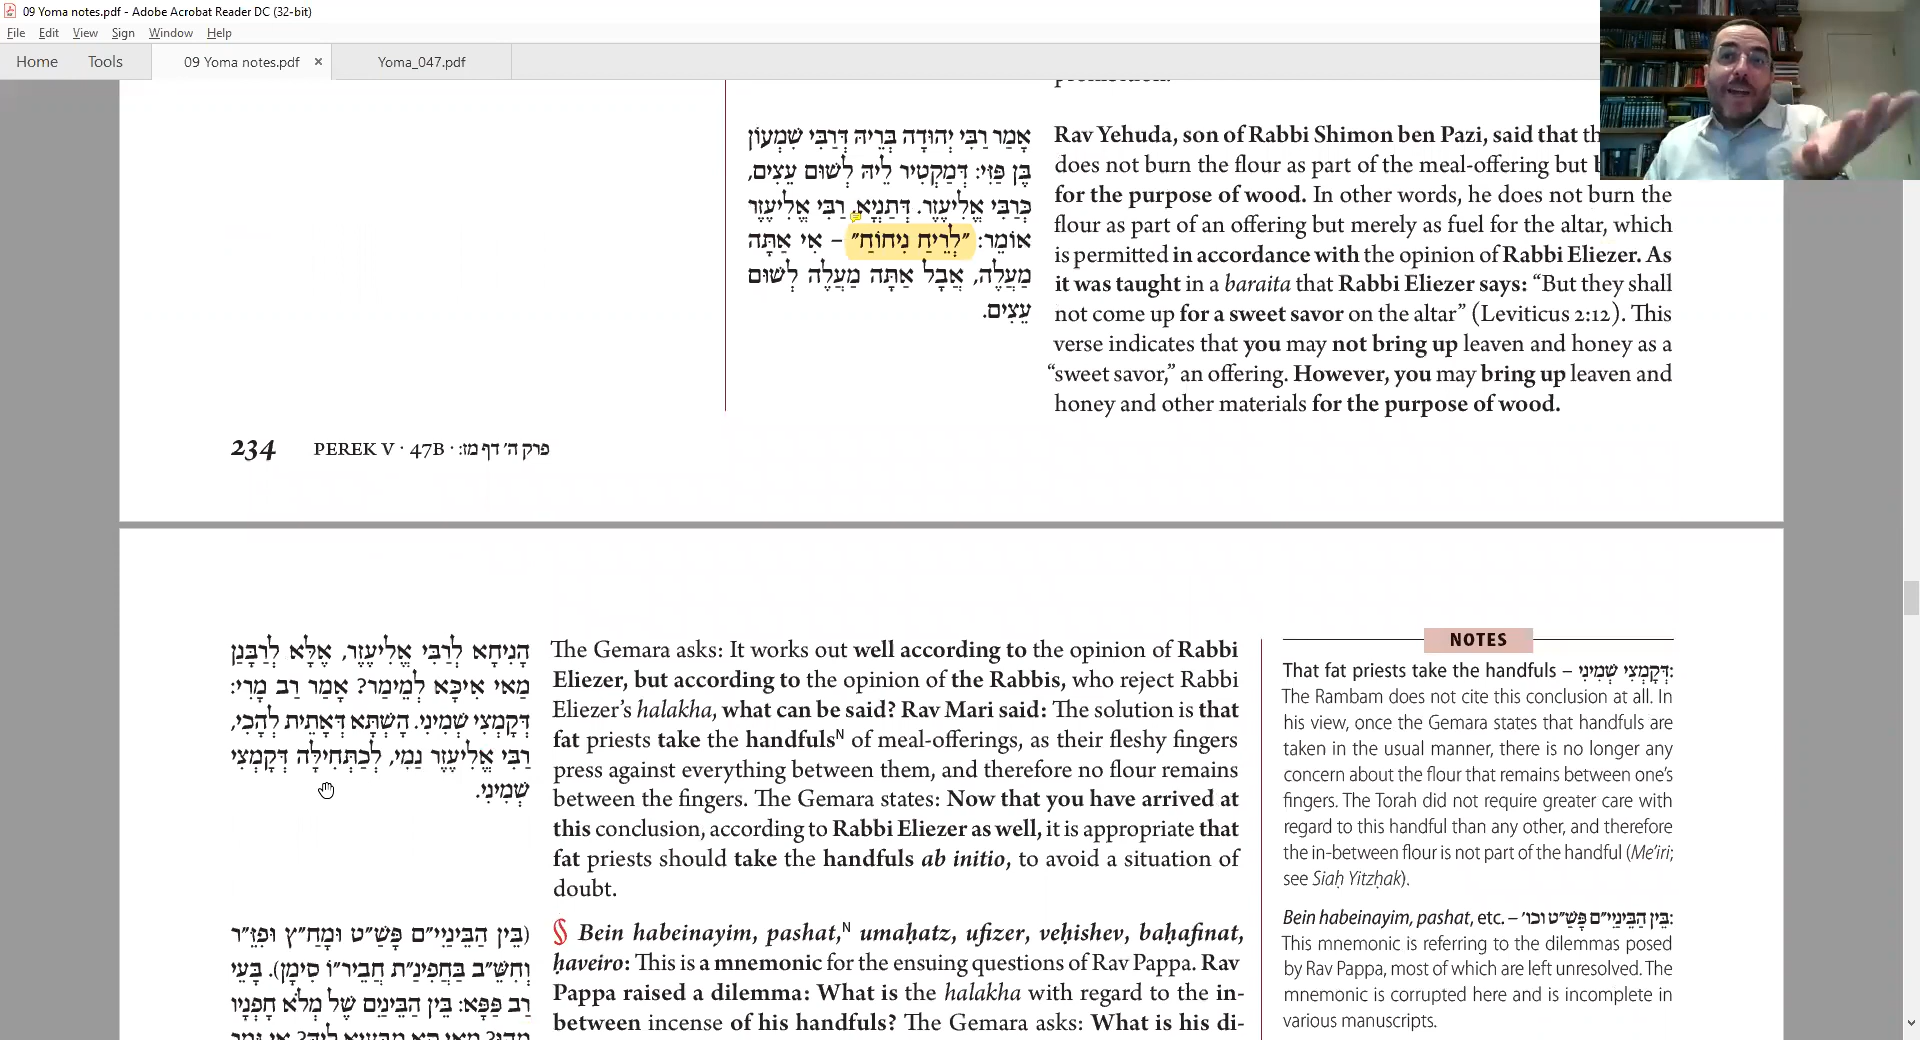 09 Yoma notes.pdf - Adobe Acrobat Reader DC (32-bit)
File Edit View Sign Window Help
Home Tools 09 Yoma notes.pdf × Yoma_047.pdf
אָמַר רַבִּי יְהוּדָה בְּרֵיהּ דְּרַבִּי שִׁמְעוֹן
בֶּן פַּזִּי: דְּמַקְטִיר לֵיהּ לְשׁוּם עֵצִים,
כְּרַבִּי אֱלִיעֶזֶר. דְּתַנְיָא, רַבִּי אֱלִיעֶזֶר
אוֹמֵר: ״לְרֵיחַ נִיחוֹחַ״ – אִי אַתָּה
מַעֲלֶה, אֲבָל אַתָּה מַעֲלֶה לְשׁוּם
עֵצִים.
Rav Yehuda, son of Rabbi Shimon ben Pazi, said that
does not burn the flour as part of the meal-offering but
for the purpose of wood. In other words, he does not burn the
flour as part of an offering but merely as fuel for the altar, which
is permitted in accordance with the opinion of Rabbi Eliezer. As
it was taught in a baraita that Rabbi Eliezer says: “But they shall
not come up for a sweet savor on the altar” (Leviticus 2:12). This
verse indicates that you may not bring up leaven and honey as a
“sweet savor,” an offering. However, you may bring up leaven and
honey and other materials for the purpose of wood.
234 PEREK V · 47B · פרק ה׳ דף מז:
הָנִיחָא לְרַבִּי אֱלִיעֶזֶר, אֶלָּא לְרַבָּנַן
מַאי אִיכָּא לְמֵימַר? אָמַר רַב מָרִי:
דְּקָמְצִי שְׁמִינֵי. הָשְׁתָּא דְּאָתֵית לְהָכִי,
רַבִּי אֱלִיעֶזֶר נַמִי, לְכַתְּחִילָּה דְּקָמְצִי
שְׁמִינֵי.
The Gemara asks: It works out well according to the opinion of Rabbi
Eliezer, but according to the opinion of the Rabbis, who reject Rabbi
Eliezer’s halakha, what can be said? Rav Mari said: The solution is that
fat priests take the handfulsN of meal-offerings, as their fleshy fingers
press against everything between them, and therefore no flour remains
between the fingers. The Gemara states: Now that you have arrived at
this conclusion, according to Rabbi Eliezer as well, it is appropriate that
fat priests should take the handfuls ab initio, to avoid a situation of
doubt.
(בֵּין הַבֵּינַיִי״ם פָּשַׁ״ט וּמָחַ״ץ וּפִזֵּ״ר
וְחִשֵּׁ״ב בַּחֲפִינַ״ת חֲבֵירִ״וֹ סִימָן). בָּעֵי
רַב פַּפָּא: בֵּין הַבֵּינַיִים שֶׁל מְלֹא חָפְנָיו
מַהוּ? מַאי קָא מִבָּעֲיָא לֵיהּ? אִי גְּמַר
§ Bein habeinayim, pashat,N umaḥatz, ufizer, veḥishev, baḥafinat,
ḥaveiro: This is a mnemonic for the ensuing questions of Rav Pappa. Rav
Pappa raised a dilemma: What is the halakha with regard to the in-
between incense of his handfuls? The Gemara asks: What is his di-
NOTES
That fat priests take the handfuls – דְּקָמְצִי שְׁמִינֵי:
The Rambam does not cite this conclusion at all. In
his view, once the Gemara states that handfuls are
taken in the usual manner, there is no longer any
concern about the flour that remains between one’s
fingers. The Torah did not require greater care with
regard to this handful than any other, and therefore
the in-between flour is not part of the handful (Me’iri;
see Siaḥ Yitzḥak).
Bein habeinayim, pashat, etc. – בֵּין הַבֵּינַיִי״ם פָּשַׁ״ט וכו׳:
This mnemonic is referring to the dilemmas posed
by Rav Pappa, most of which are left unresolved. The
mnemonic is corrupted here and is incomplete in
various manuscripts.